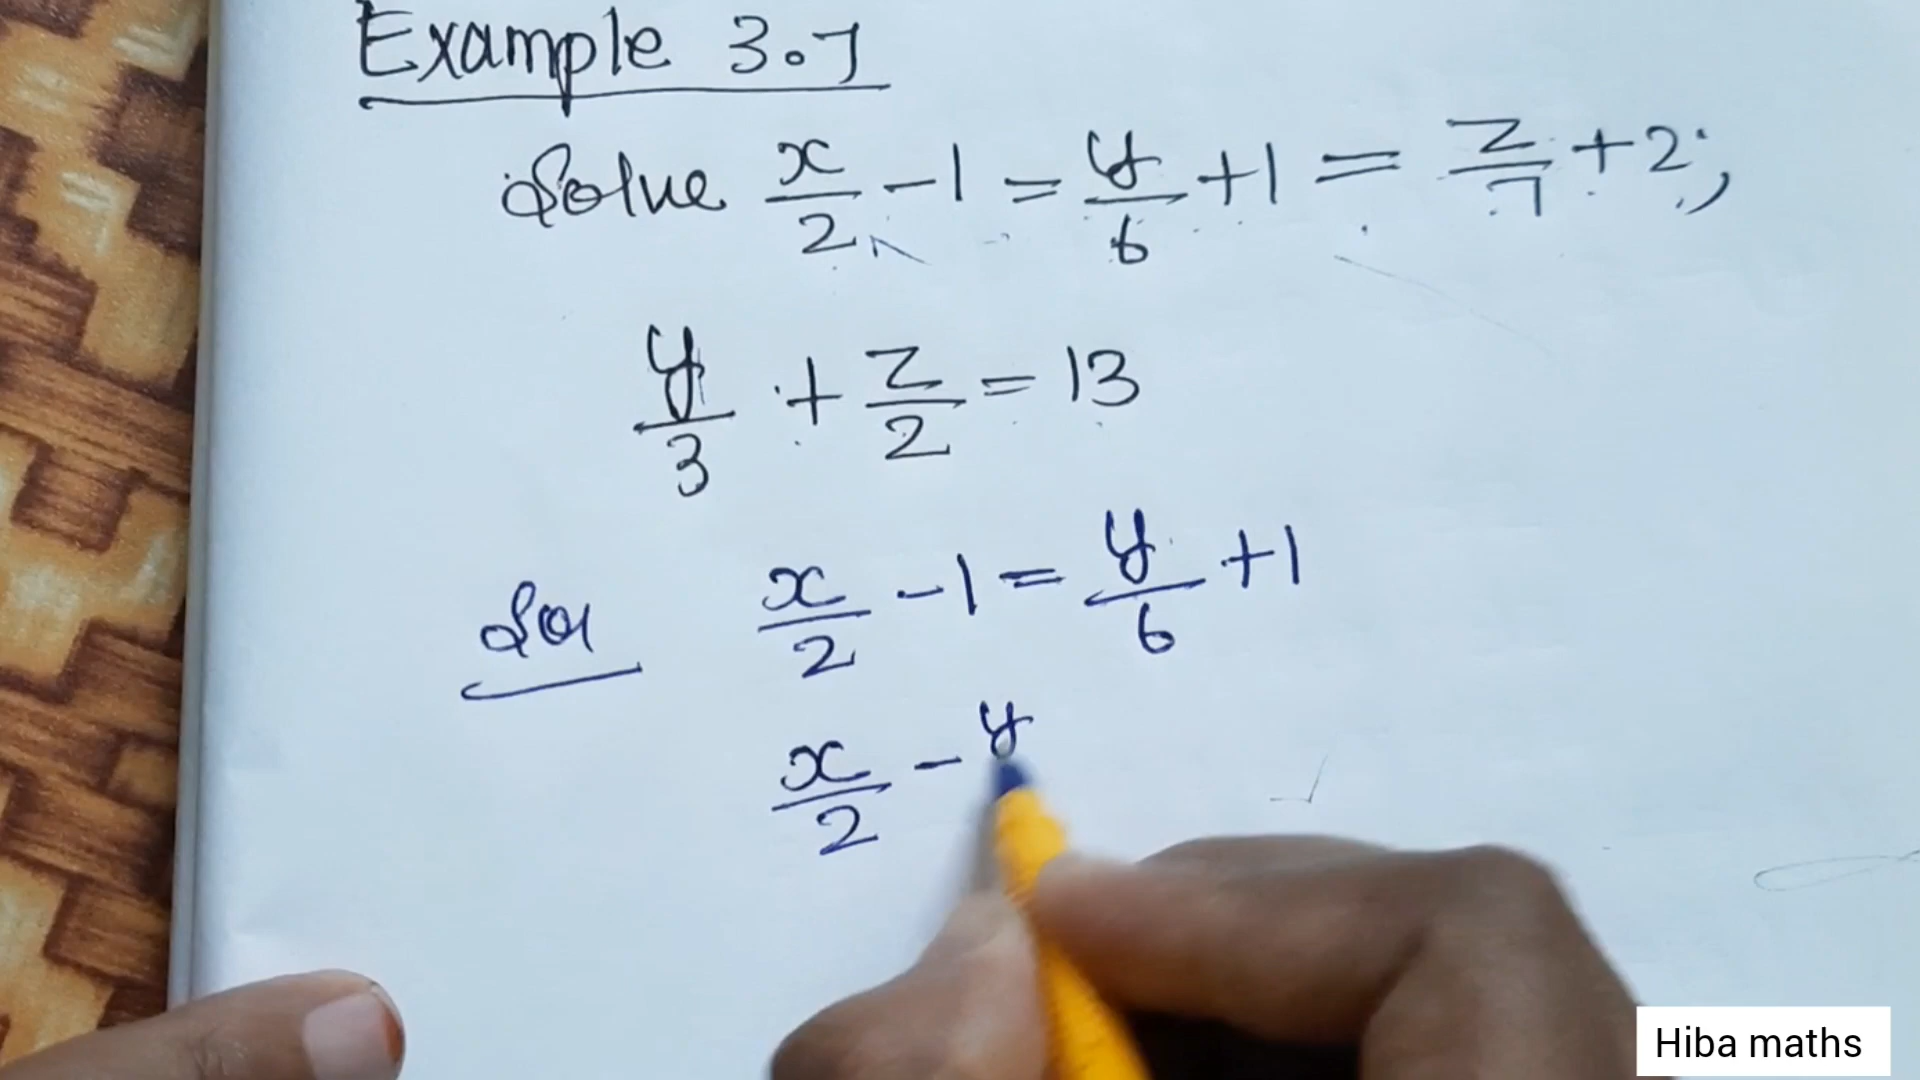 Example 3.7
Solve x/2 - 1 = y/6 + 1 = z/7 + 2;
y/3 + z/2 = 13
Sol x/2 - 1 = y/6 + 1
x/2 - y
Hiba maths